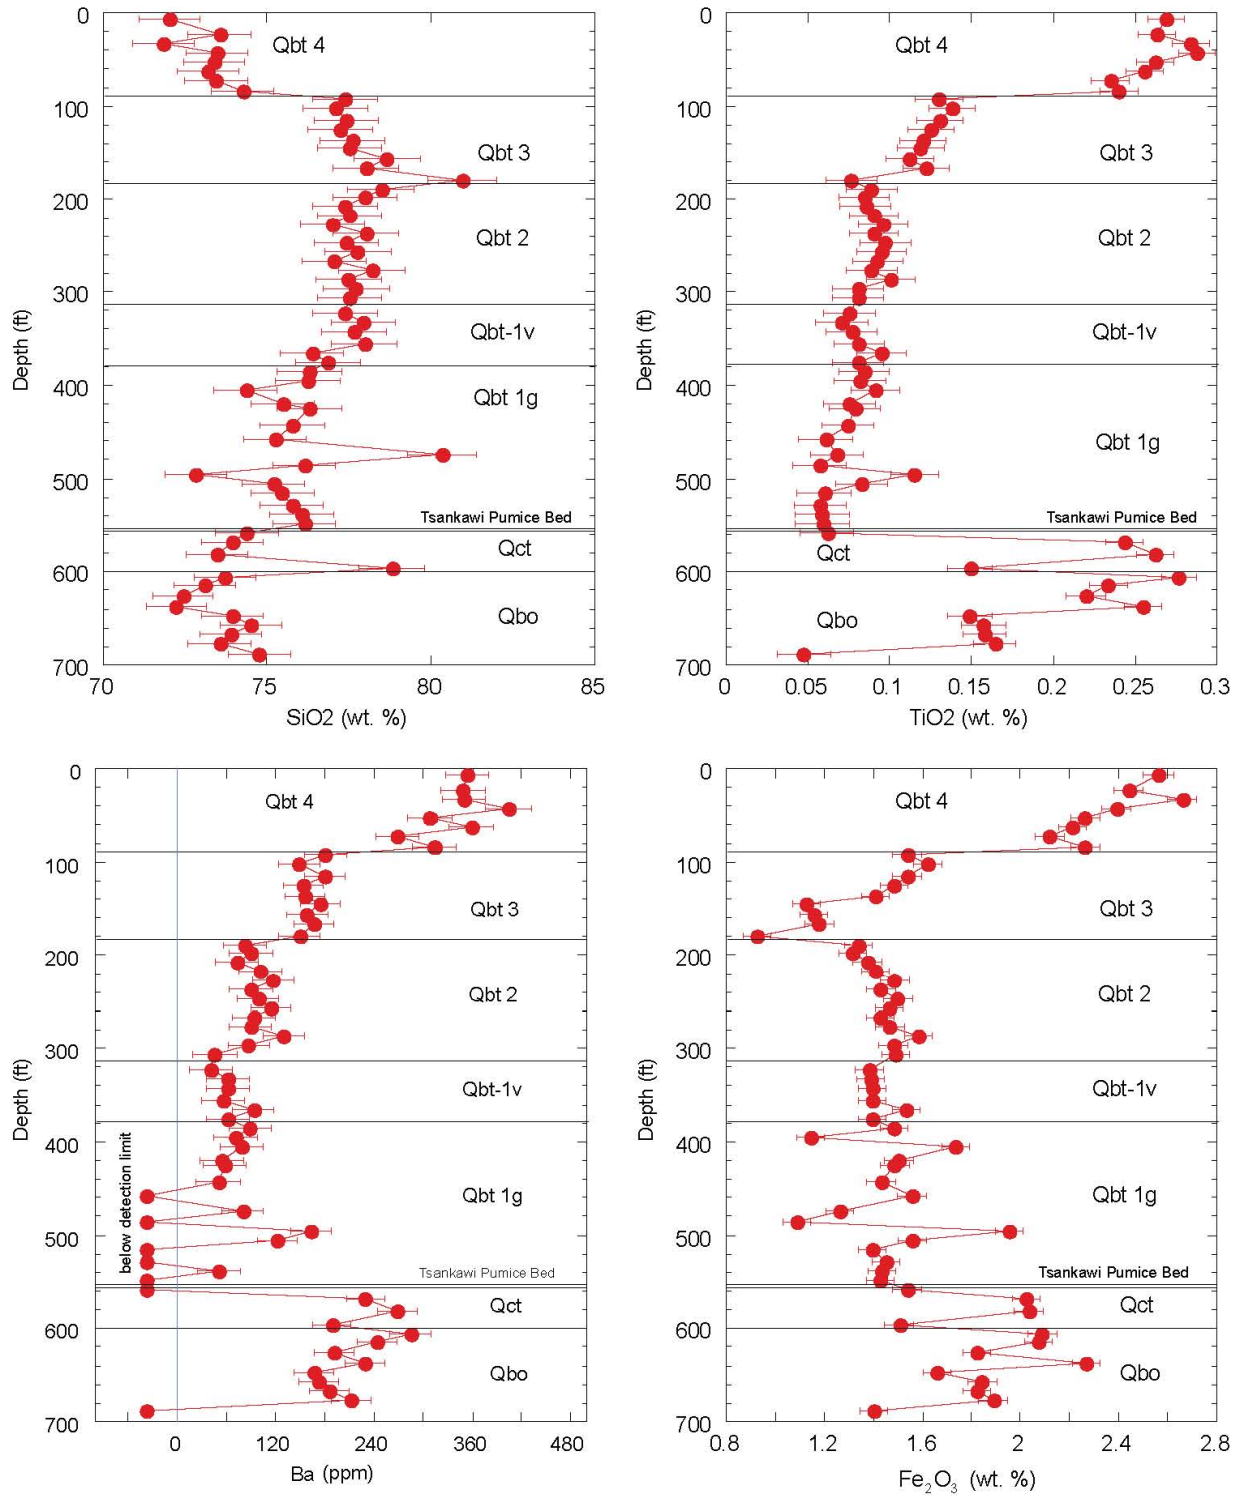 0
Qbt 4
100
Qbt 3
200
Qbt 2
300
Qbt-1v
400
Qbt 1g
500
Tsankawi Pumice Bed
Qct
600
Qbo
700
Depth (ft)
70 75 80 85
SiO2 (wt. %)
0
Qbt 4
100
Qbt 3
200
Qbt 2
300
Qbt-1v
400
Qbt 1g
500
Tsankawi Pumice Bed
Qct
600
Qbo
700
Depth (ft)
0 0.05 0.1 0.15 0.2 0.25 0.3
TiO2 (wt. %)
0
Qbt 4
100
Qbt 3
200
Qbt 2
300
Qbt-1v
400
below detection limit
Qbt 1g
500
Tsankawi Pumice Bed
Qct
600
Qbo
700
Depth (ft)
0 120 240 360 480
Ba (ppm)
0
Qbt 4
100
Qbt 3
200
Qbt 2
300
Qbt-1v
400
Qbt 1g
500
Tsankawi Pumice Bed
Qct
600
Qbo
700
Depth (ft)
0.8 1.2 1.6 2 2.4 2.8
Fe₂O₃ (wt. %)